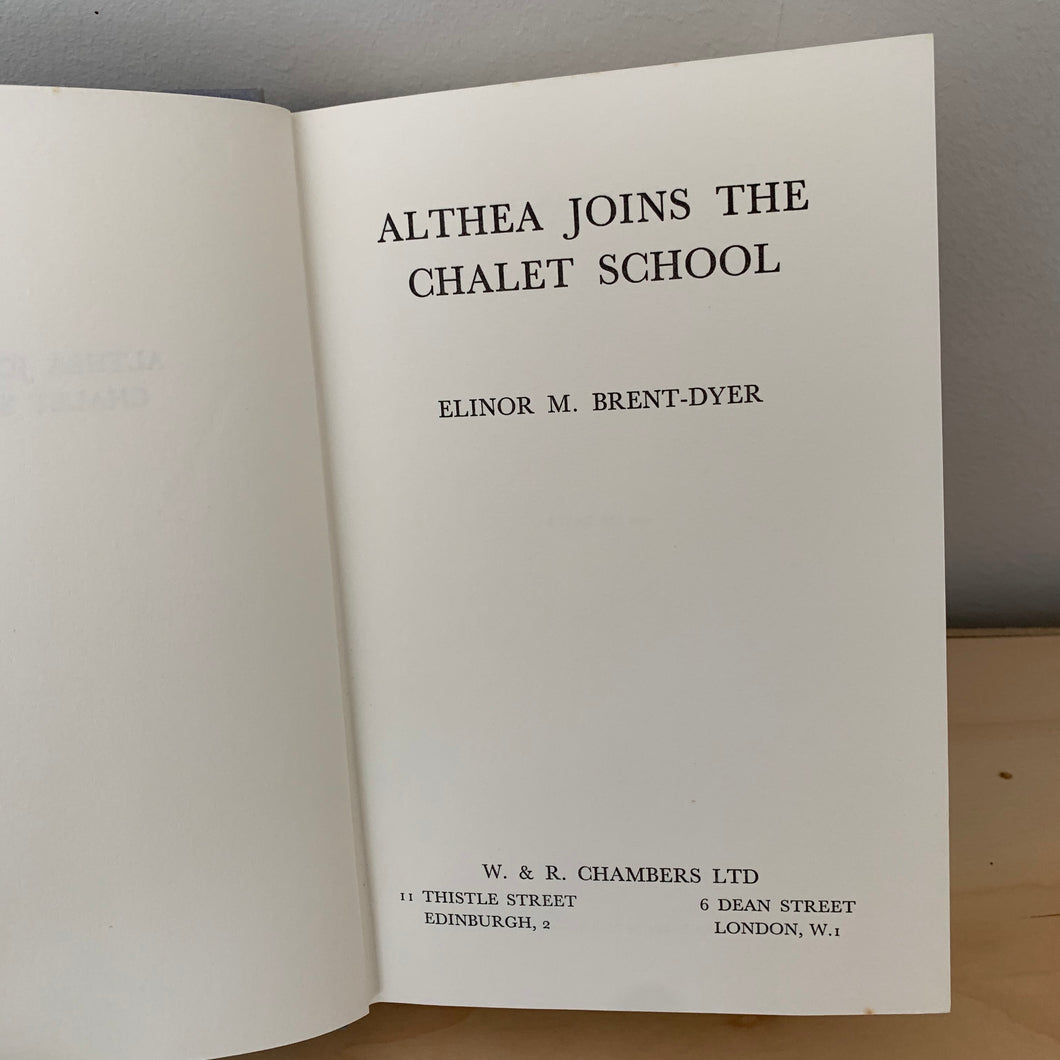 ALTHEA JOINS THE
CHALET SCHOOL
ELINOR M. BRENT-DYER
W. & R. CHAMBERS LTD
11 THISTLE STREET
EDINBURGH, 2
6 DEAN STREET
LONDON, W.1